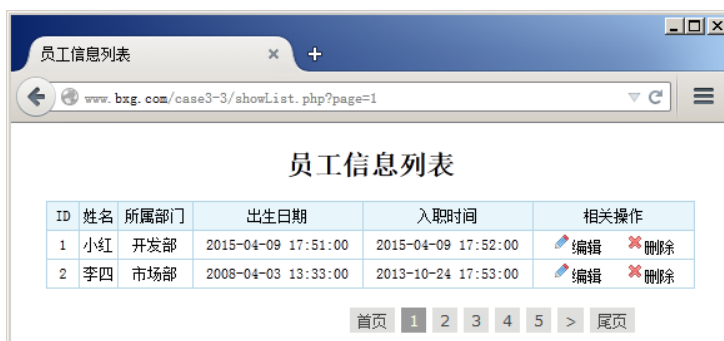 员工信息列表
www.bxg.com/case3-3/showList.php?page=1
员工信息列表
ID 姓名 所属部门 出生日期 入职时间 相关操作
1 小红 开发部 2015-04-09 17:51:00 2015-04-09 17:52:00 编辑 删除
2 李四 市场部 2008-04-03 13:33:00 2013-10-24 17:53:00 编辑 删除
首页 1 2 3 4 5 > 尾页